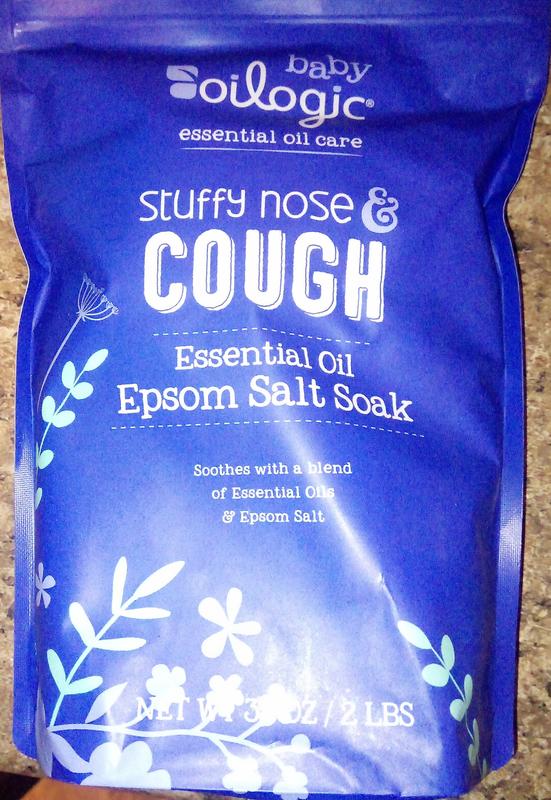 baby
oilogic®
essential oil care
stuffy nose &
COUGH
Essential Oil
Epsom Salt Soak
Soothes with a blend
of Essential Oils
& Epsom Salt
NET WT OZ / 2 LBS